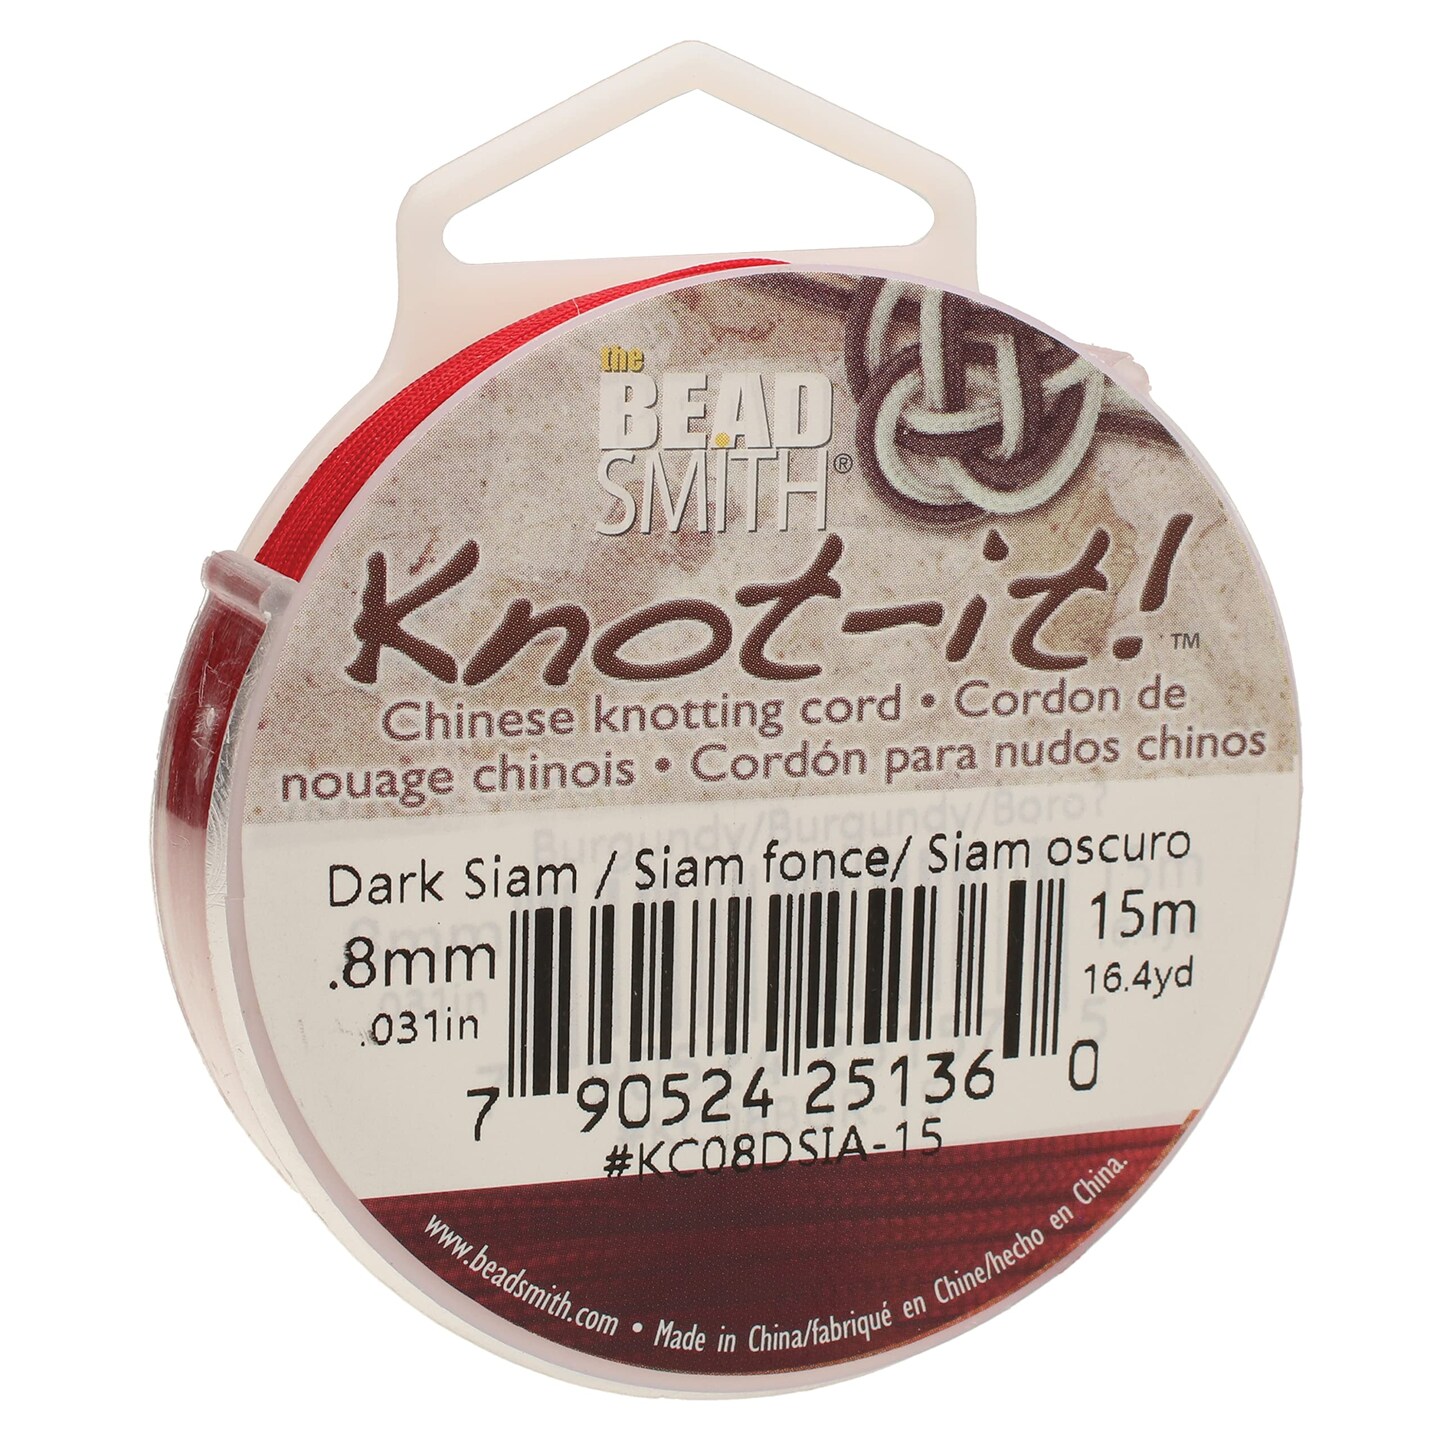 the
BEAD
SMITH®
Knot-it!™
Chinese knotting cord • Cordon de
nouage chinois • Cordón para nudos chinos
Dark Siam / Siam fonce/ Siam oscuro
.8mm
.031in
15m
16.4yd
7 90524 25136 0
#KC08DSIA-15
www.beadsmith.com • Made in China/fabriqué en Chine/hecho en China.